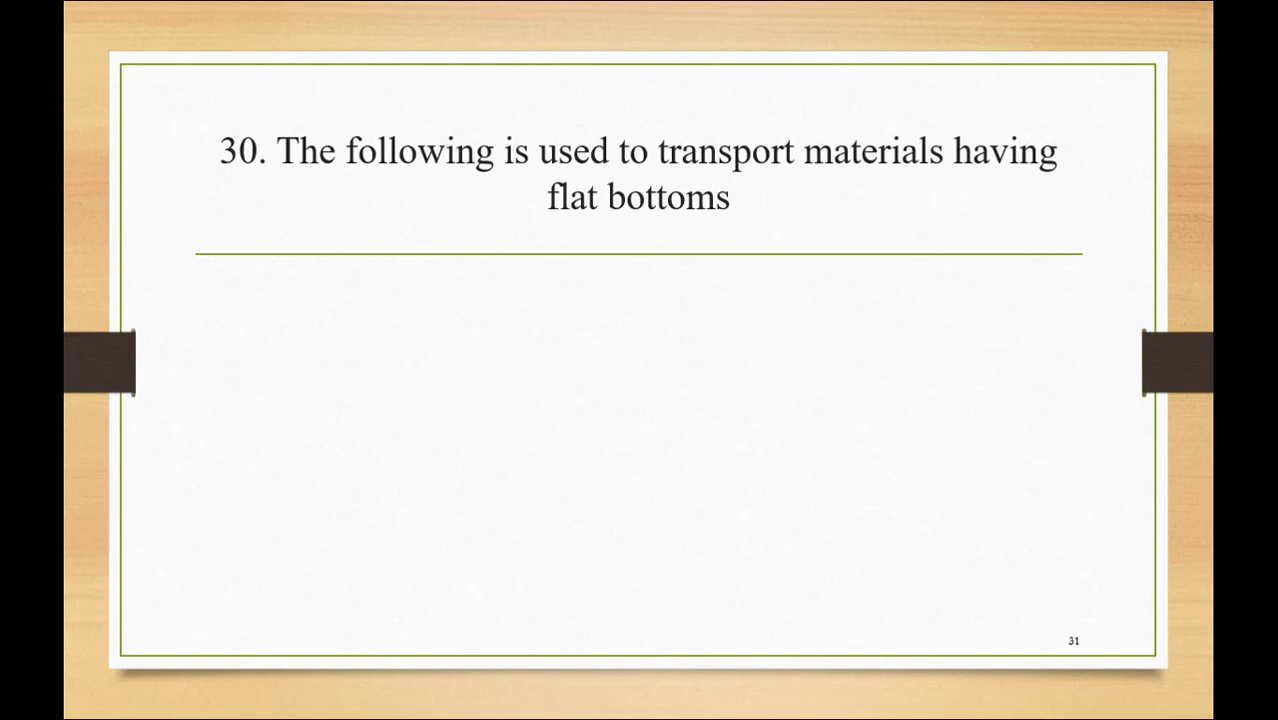 30. The following is used to transport materials having
flat bottoms
31